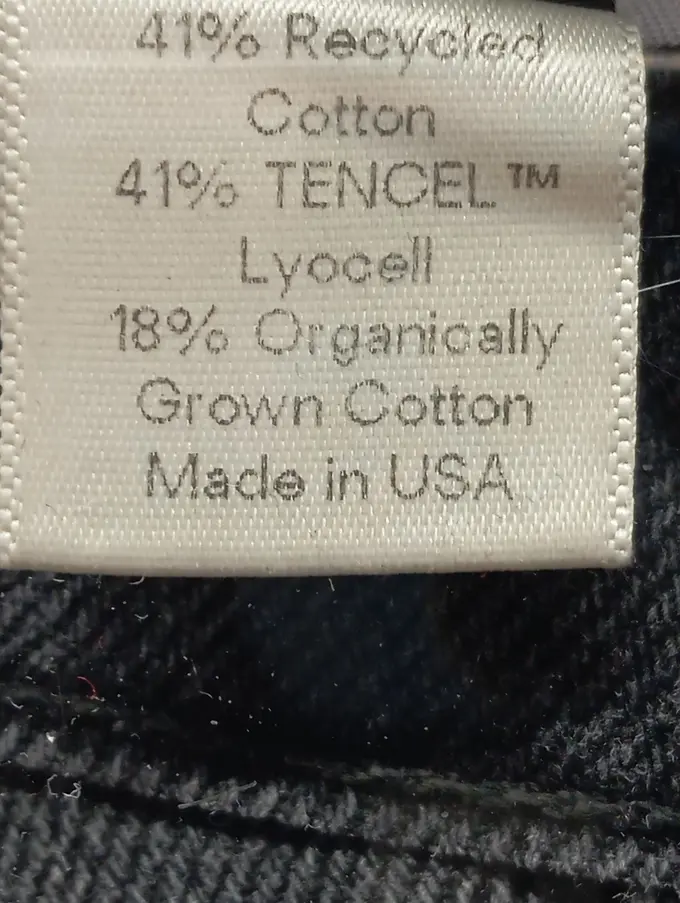 41% Recycled
Cotton
41% TENCEL™
Lyocell
18% Organically
Grown Cotton
Made in USA